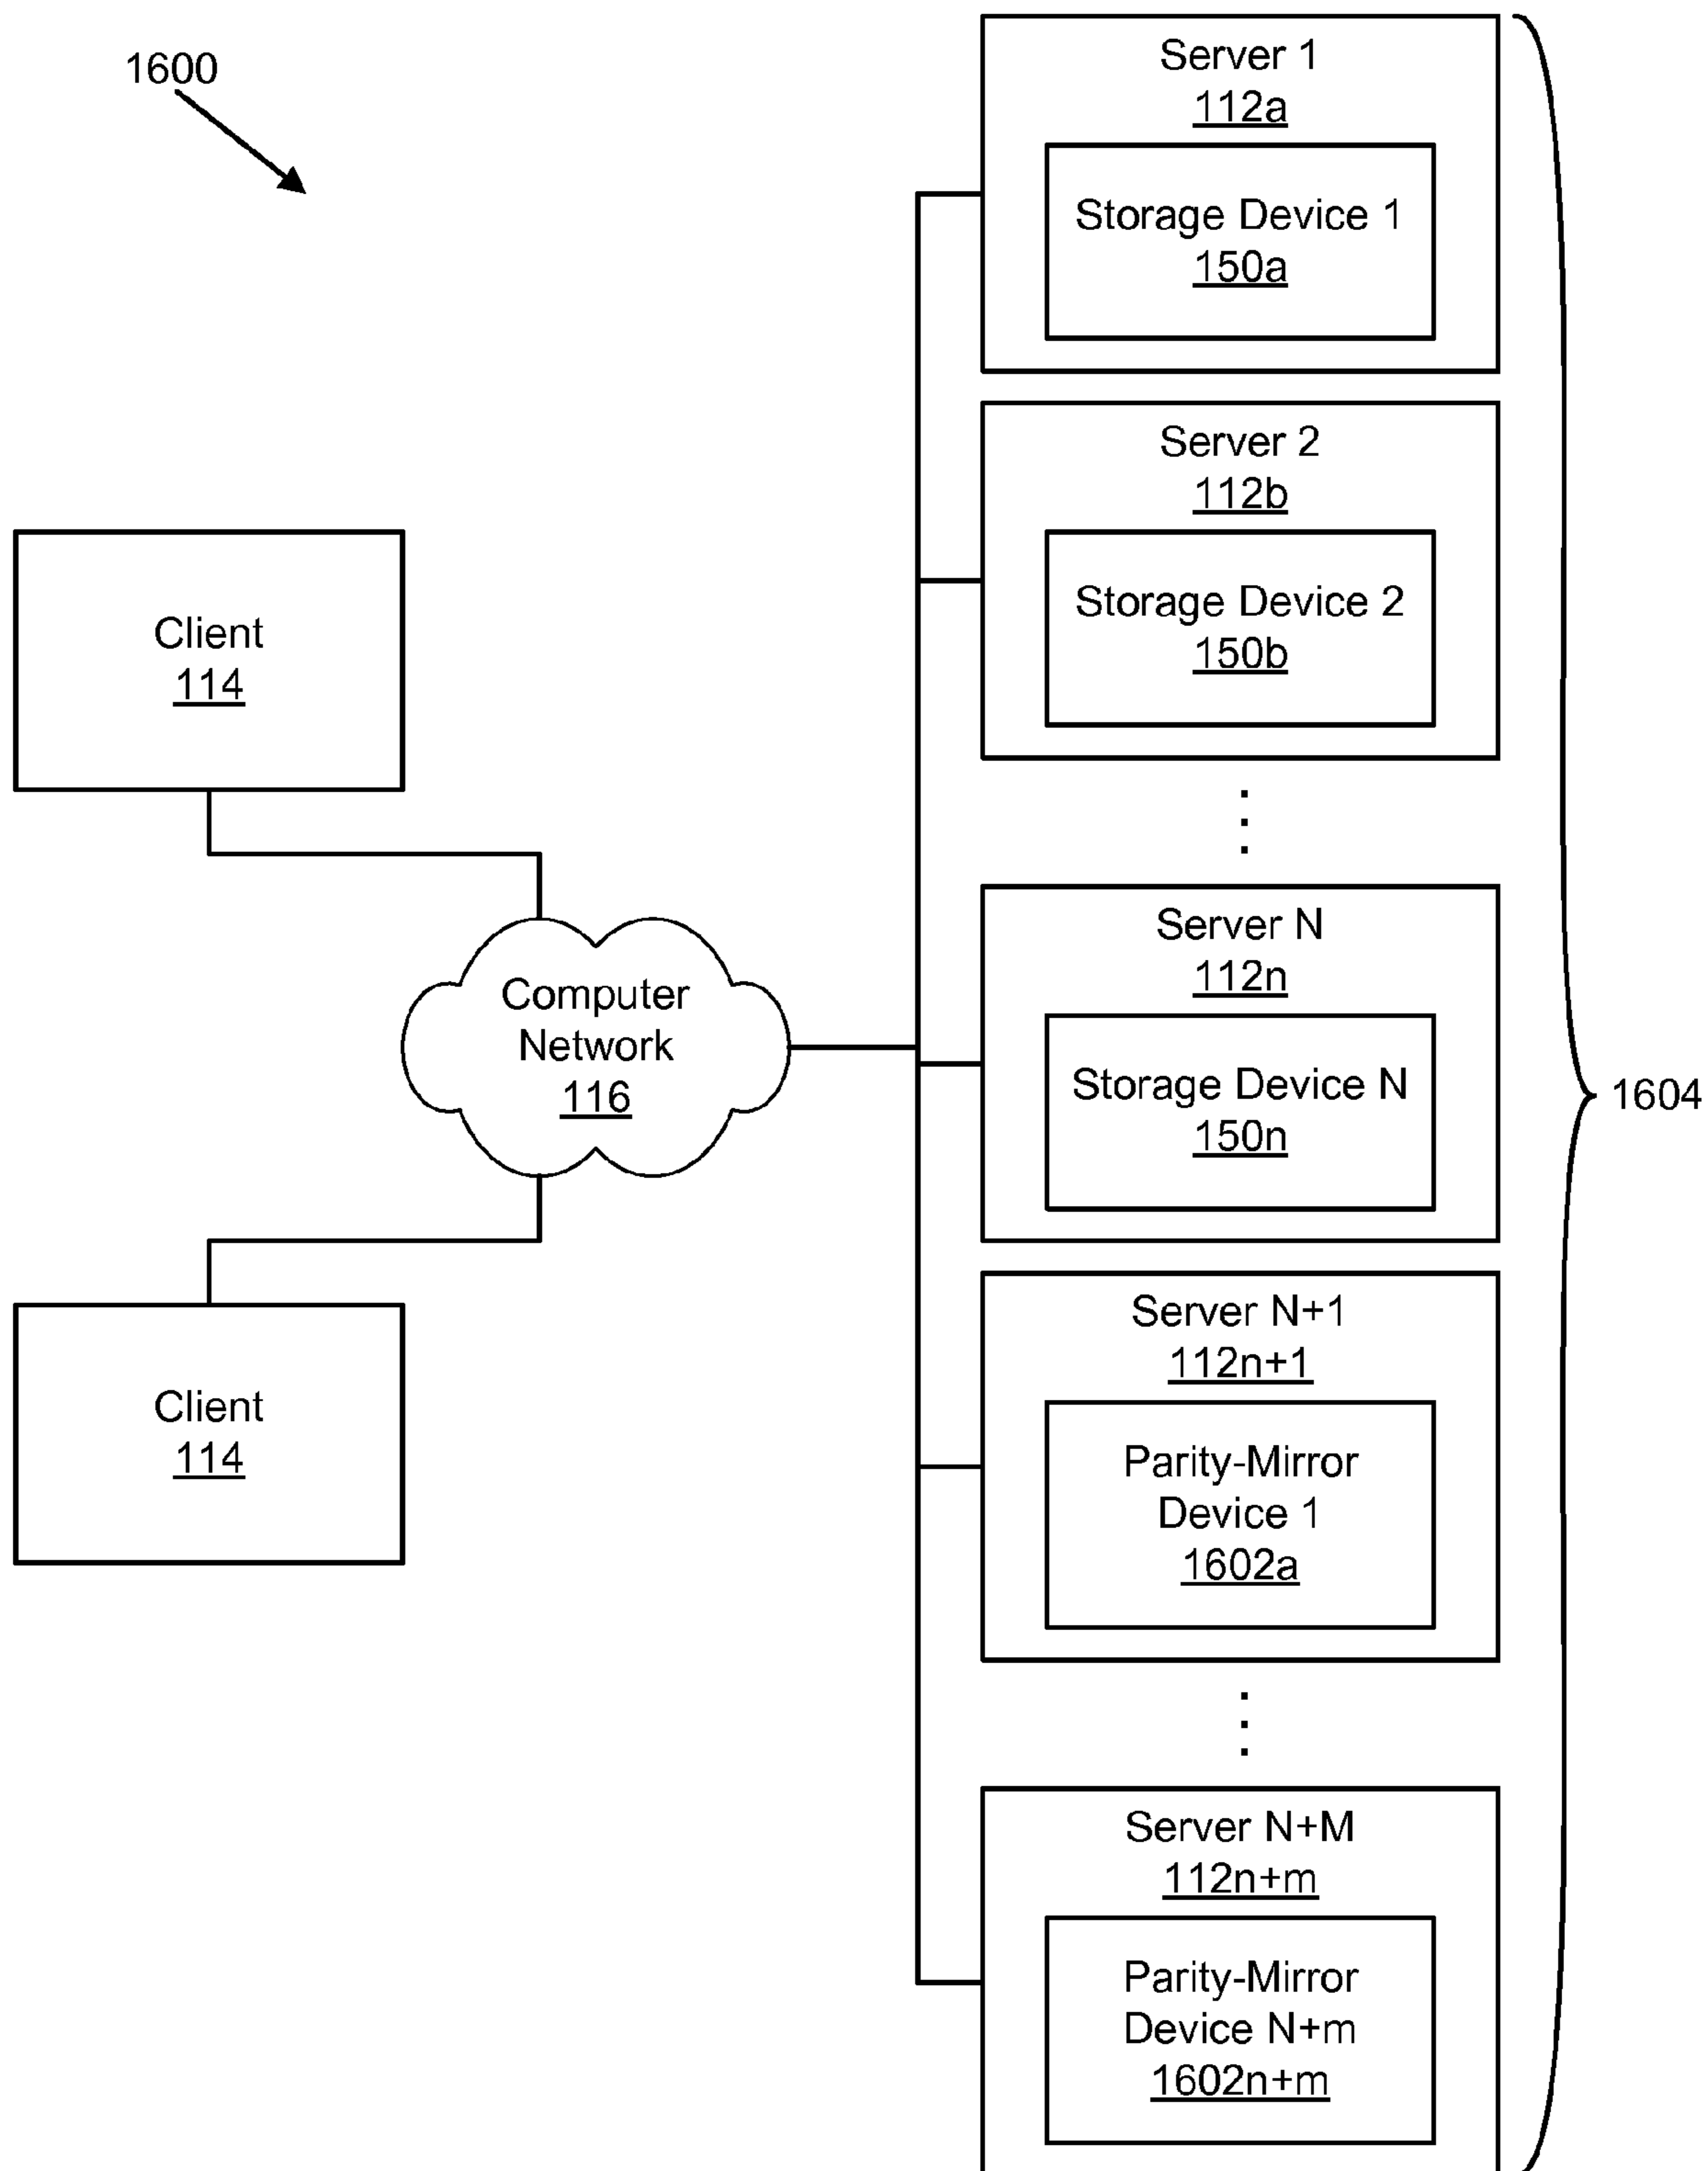 1600
Server 1
112a
Storage Device 1
150a
Server 2
112b
Storage Device 2
150b
Client
114
Server N
112n
Storage Device N
150n
Computer
Network
116
1604
Server N+1
112n+1
Parity-Mirror
Device 1
1602a
Client
114
Server N+M
112n+m
Parity-Mirror
Device N+m
1602n+m